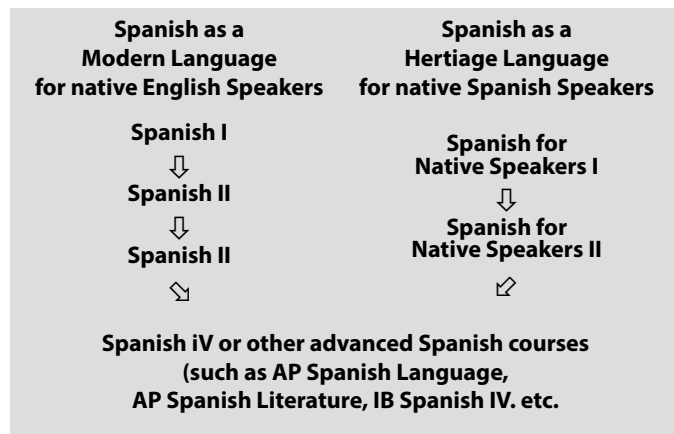 Spanish as a
Modern Language
for native English Speakers
Spanish I
Spanish II
Spanish II
Spanish as a
Hertiage Language
for native Spanish Speakers
Spanish for
Native Speakers I
Spanish for
Native Speakers II
Spanish iV or other advanced Spanish courses
(such as AP Spanish Language,
AP Spanish Literature, IB Spanish IV. etc.